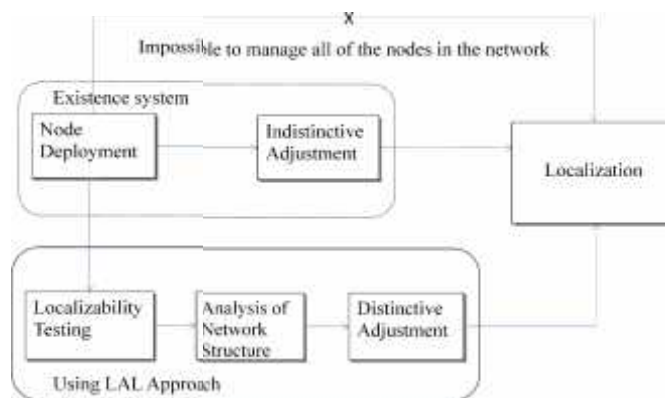 X
Impossible to manage all of the nodes in the network
Existence system
Node
Deployment
Indistinctive
Adjustment
Localization
Localizability
Testing
Analysis of
Network
Structure
Distinctive
Adjustment
Using LAL Approach